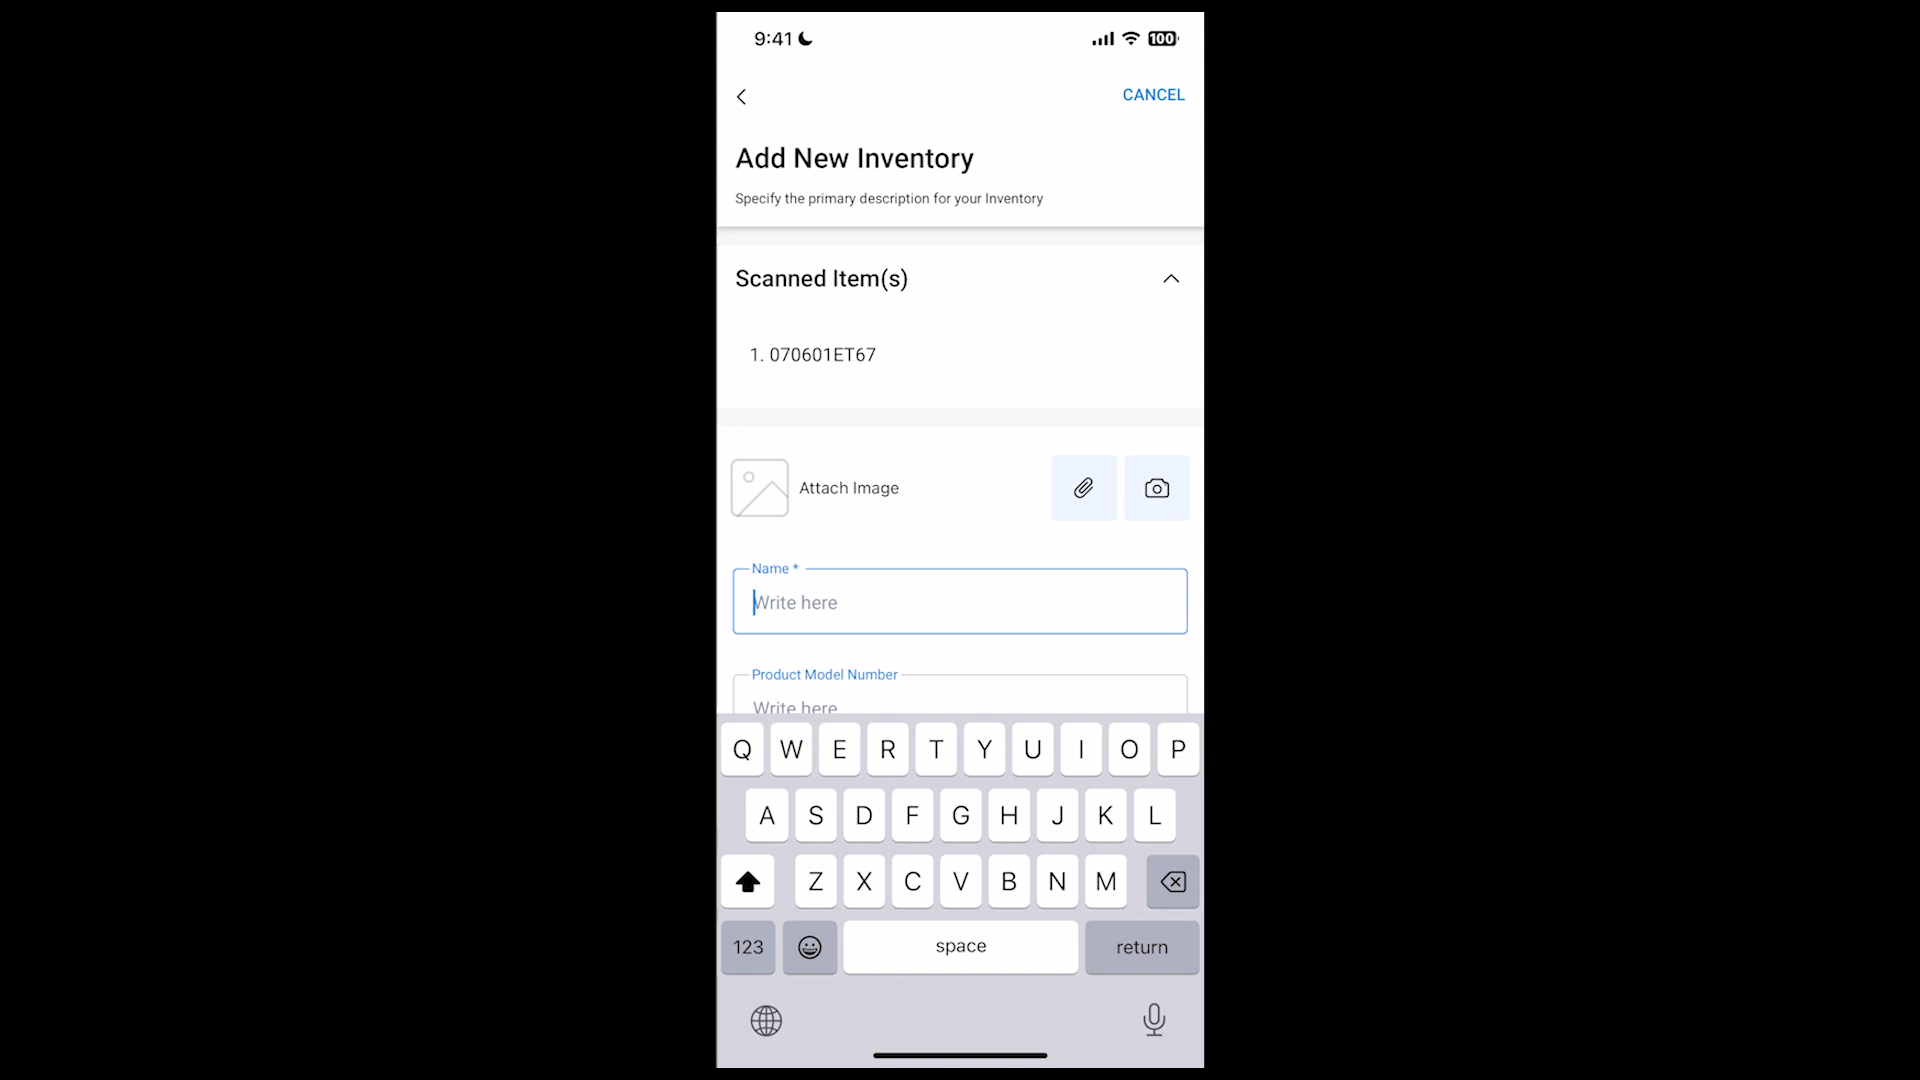 9:41
100
CANCEL
Add New Inventory
Specify the primary description for your Inventory
Scanned Item(s)
1. 070601ET67
Attach Image
Name *
Write here
Product Model Number
Write here
Q W E R T Y U I O P
A S D F G H J K L
Z X C V B N M
123 space return